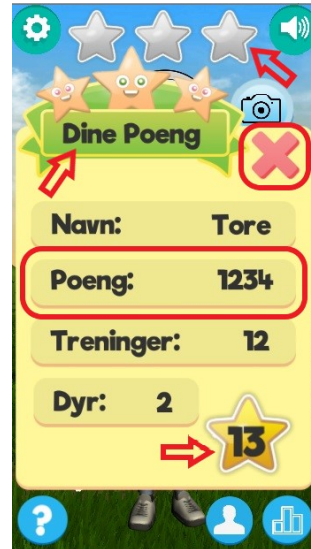 Dine Poeng
Navn: Tore
Poeng: 1234
Treninger: 12
Dyr: 2
13
?